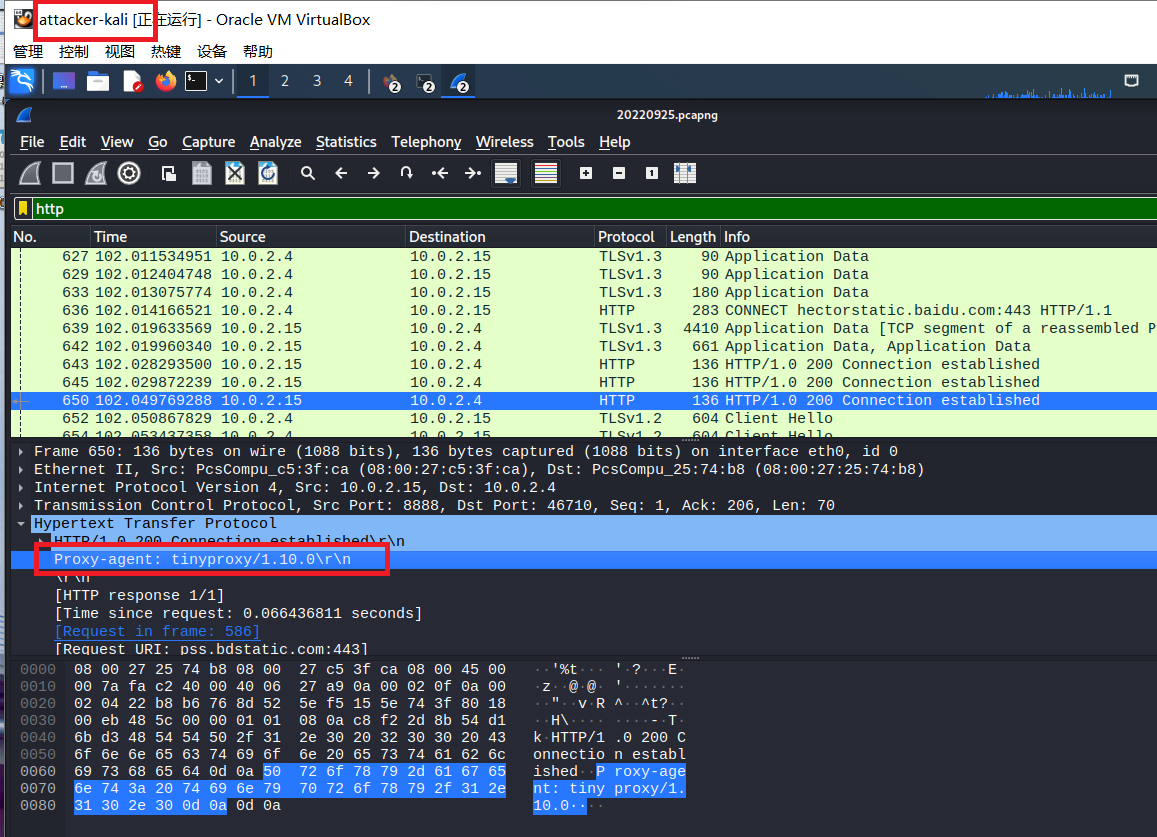 attacker-kali [正在运行] - Oracle VM VirtualBox
管理 控制 视图 热键 设备 帮助
1 2 3 4 2 2 2
20220925.pcapng
File Edit View Go Capture Analyze Statistics Telephony Wireless Tools Help
http
No. Time Source Destination Protocol Length Info
627 102.011534951 10.0.2.4 10.0.2.15 TLSv1.3 90 Application Data
629 102.012404748 10.0.2.4 10.0.2.15 TLSv1.3 90 Application Data
633 102.013075774 10.0.2.4 10.0.2.15 TLSv1.3 180 Application Data
636 102.014166521 10.0.2.4 10.0.2.15 HTTP 283 CONNECT hectorstatic.baidu.com:443 HTTP/1.1
639 102.019633569 10.0.2.15 10.0.2.4 TLSv1.3 4410 Application Data [TCP segment of a reassembled P
642 102.019960340 10.0.2.15 10.0.2.4 TLSv1.3 661 Application Data, Application Data
643 102.028293500 10.0.2.15 10.0.2.4 HTTP 136 HTTP/1.0 200 Connection established
645 102.029872239 10.0.2.15 10.0.2.4 HTTP 136 HTTP/1.0 200 Connection established
650 102.049769288 10.0.2.15 10.0.2.4 HTTP 136 HTTP/1.0 200 Connection established
652 102.050867829 10.0.2.4 10.0.2.15 TLSv1.2 604 Client Hello
654 102.053437358 10.0.2.4 10.0.2.15 TLSv1.2 604 Client Hello
Frame 650: 136 bytes on wire (1088 bits), 136 bytes captured (1088 bits) on interface eth0, id 0
Ethernet II, Src: PcsCompu_c5:3f:ca (08:00:27:c5:3f:ca), Dst: PcsCompu_25:74:b8 (08:00:27:25:74:b8)
Internet Protocol Version 4, Src: 10.0.2.15, Dst: 10.0.2.4
Transmission Control Protocol, Src Port: 8888, Dst Port: 46710, Seq: 1, Ack: 206, Len: 70
Hypertext Transfer Protocol
HTTP/1.0 200 Connection established\r\n
Proxy-agent: tinyproxy/1.10.0\r\n
\r\n
[HTTP response 1/1]
[Time since request: 0.066436811 seconds]
[Request in frame: 586]
[Request URI: pss.bdstatic.com:443]
0000 08 00 27 25 74 b8 08 00 27 c5 3f ca 08 00 45 00 ··'%t··· '·?···E·
0010 00 7a fa c2 40 00 40 06 27 a9 0a 00 02 0f 0a 00 ·z··@·@· '·······
0020 02 04 22 b8 b6 76 8d 52 5e f5 15 5e 74 3f 80 18 ··"··v·R ^··^t?··
0030 00 eb 48 5c 00 00 01 01 08 0a c8 f2 2d 8b 54 d1 ··H\···· ····-·T·
0040 6b d3 48 54 54 50 2f 31 2e 30 20 32 30 30 20 43 k·HTTP/1 .0 200 C
0050 6f 6e 6e 65 63 74 69 6f 6e 20 65 73 74 61 62 6c onnectio n establ
0060 69 73 68 65 64 0d 0a 50 72 6f 78 79 2d 61 67 65 ished··P roxy-age
0070 6e 74 3a 20 74 69 6e 79 70 72 6f 78 79 2f 31 2e nt: tiny proxy/1.
0080 31 30 2e 30 0d 0a 0d 0a 10.0····